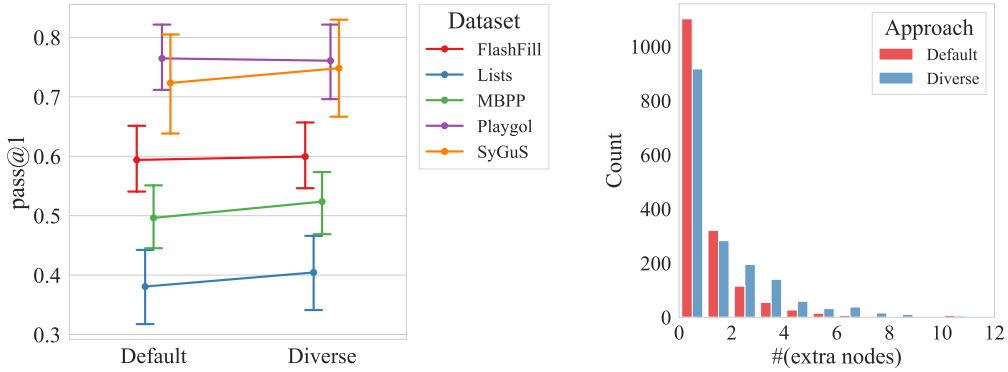 pass@1
0.8
0.7
0.6
0.5
0.4
0.3
Default
Diverse
Dataset
FlashFill
Lists
MBPP
Playgol
SyGuS
Count
1000
800
600
400
200
0
0 2 4 6 8 10 12
#(extra nodes)
Approach
Default
Diverse